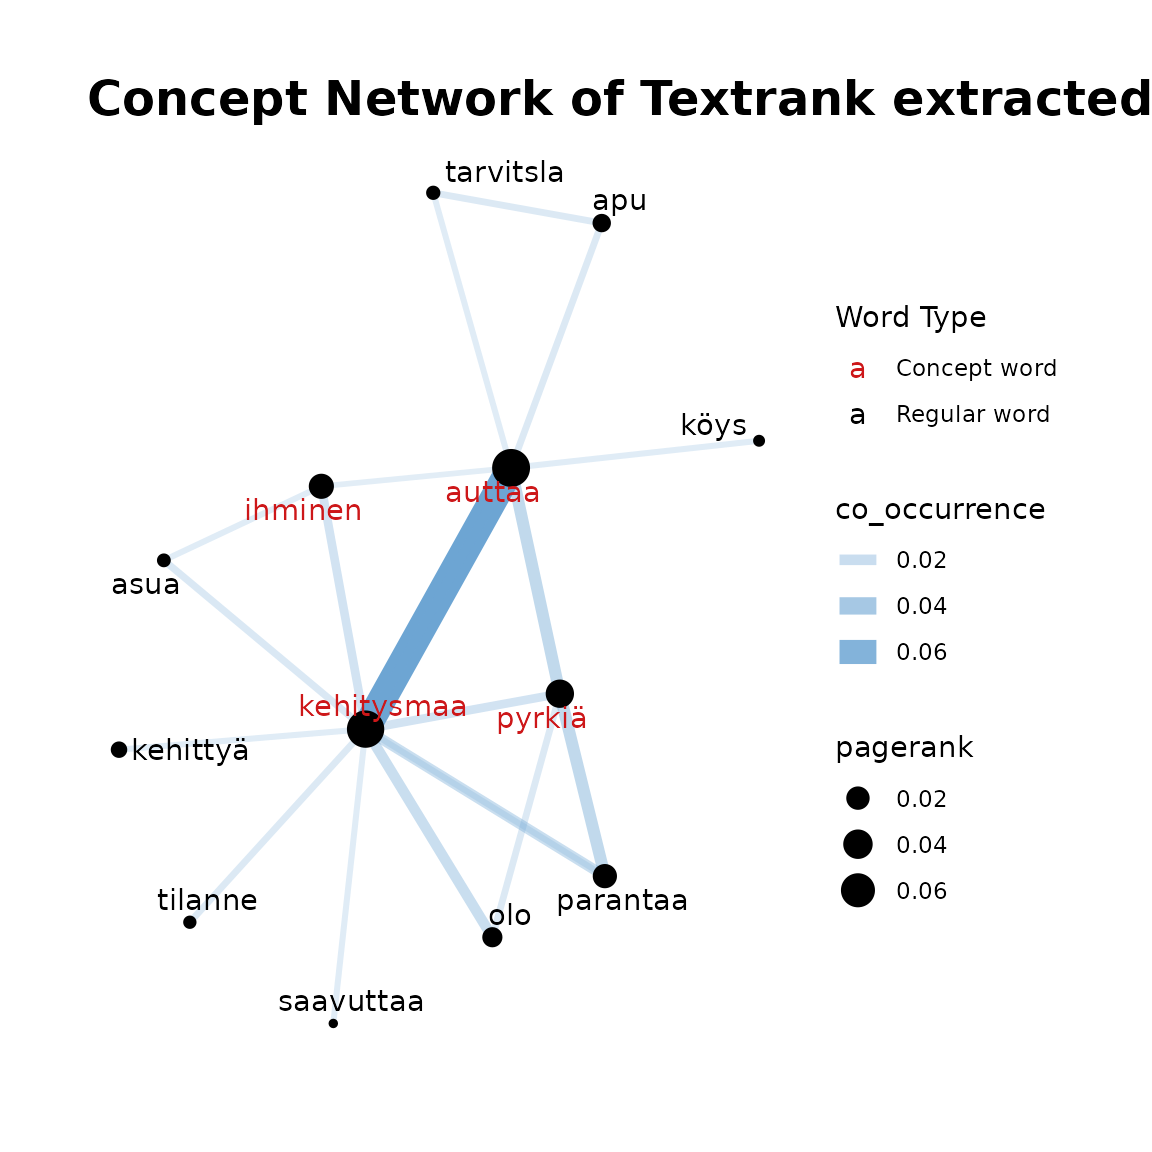 Concept Network of Textrank extracted
tarvitsla
apu
köys
auttaa
ihminen
asua
kehitysmaa
pyrkiä
kehittyä
tilanne
olo
parantaa
saavuttaa
Word Type
a Concept word
a Regular word
co_occurrence
0.02
0.04
0.06
pagerank
0.02
0.04
0.06